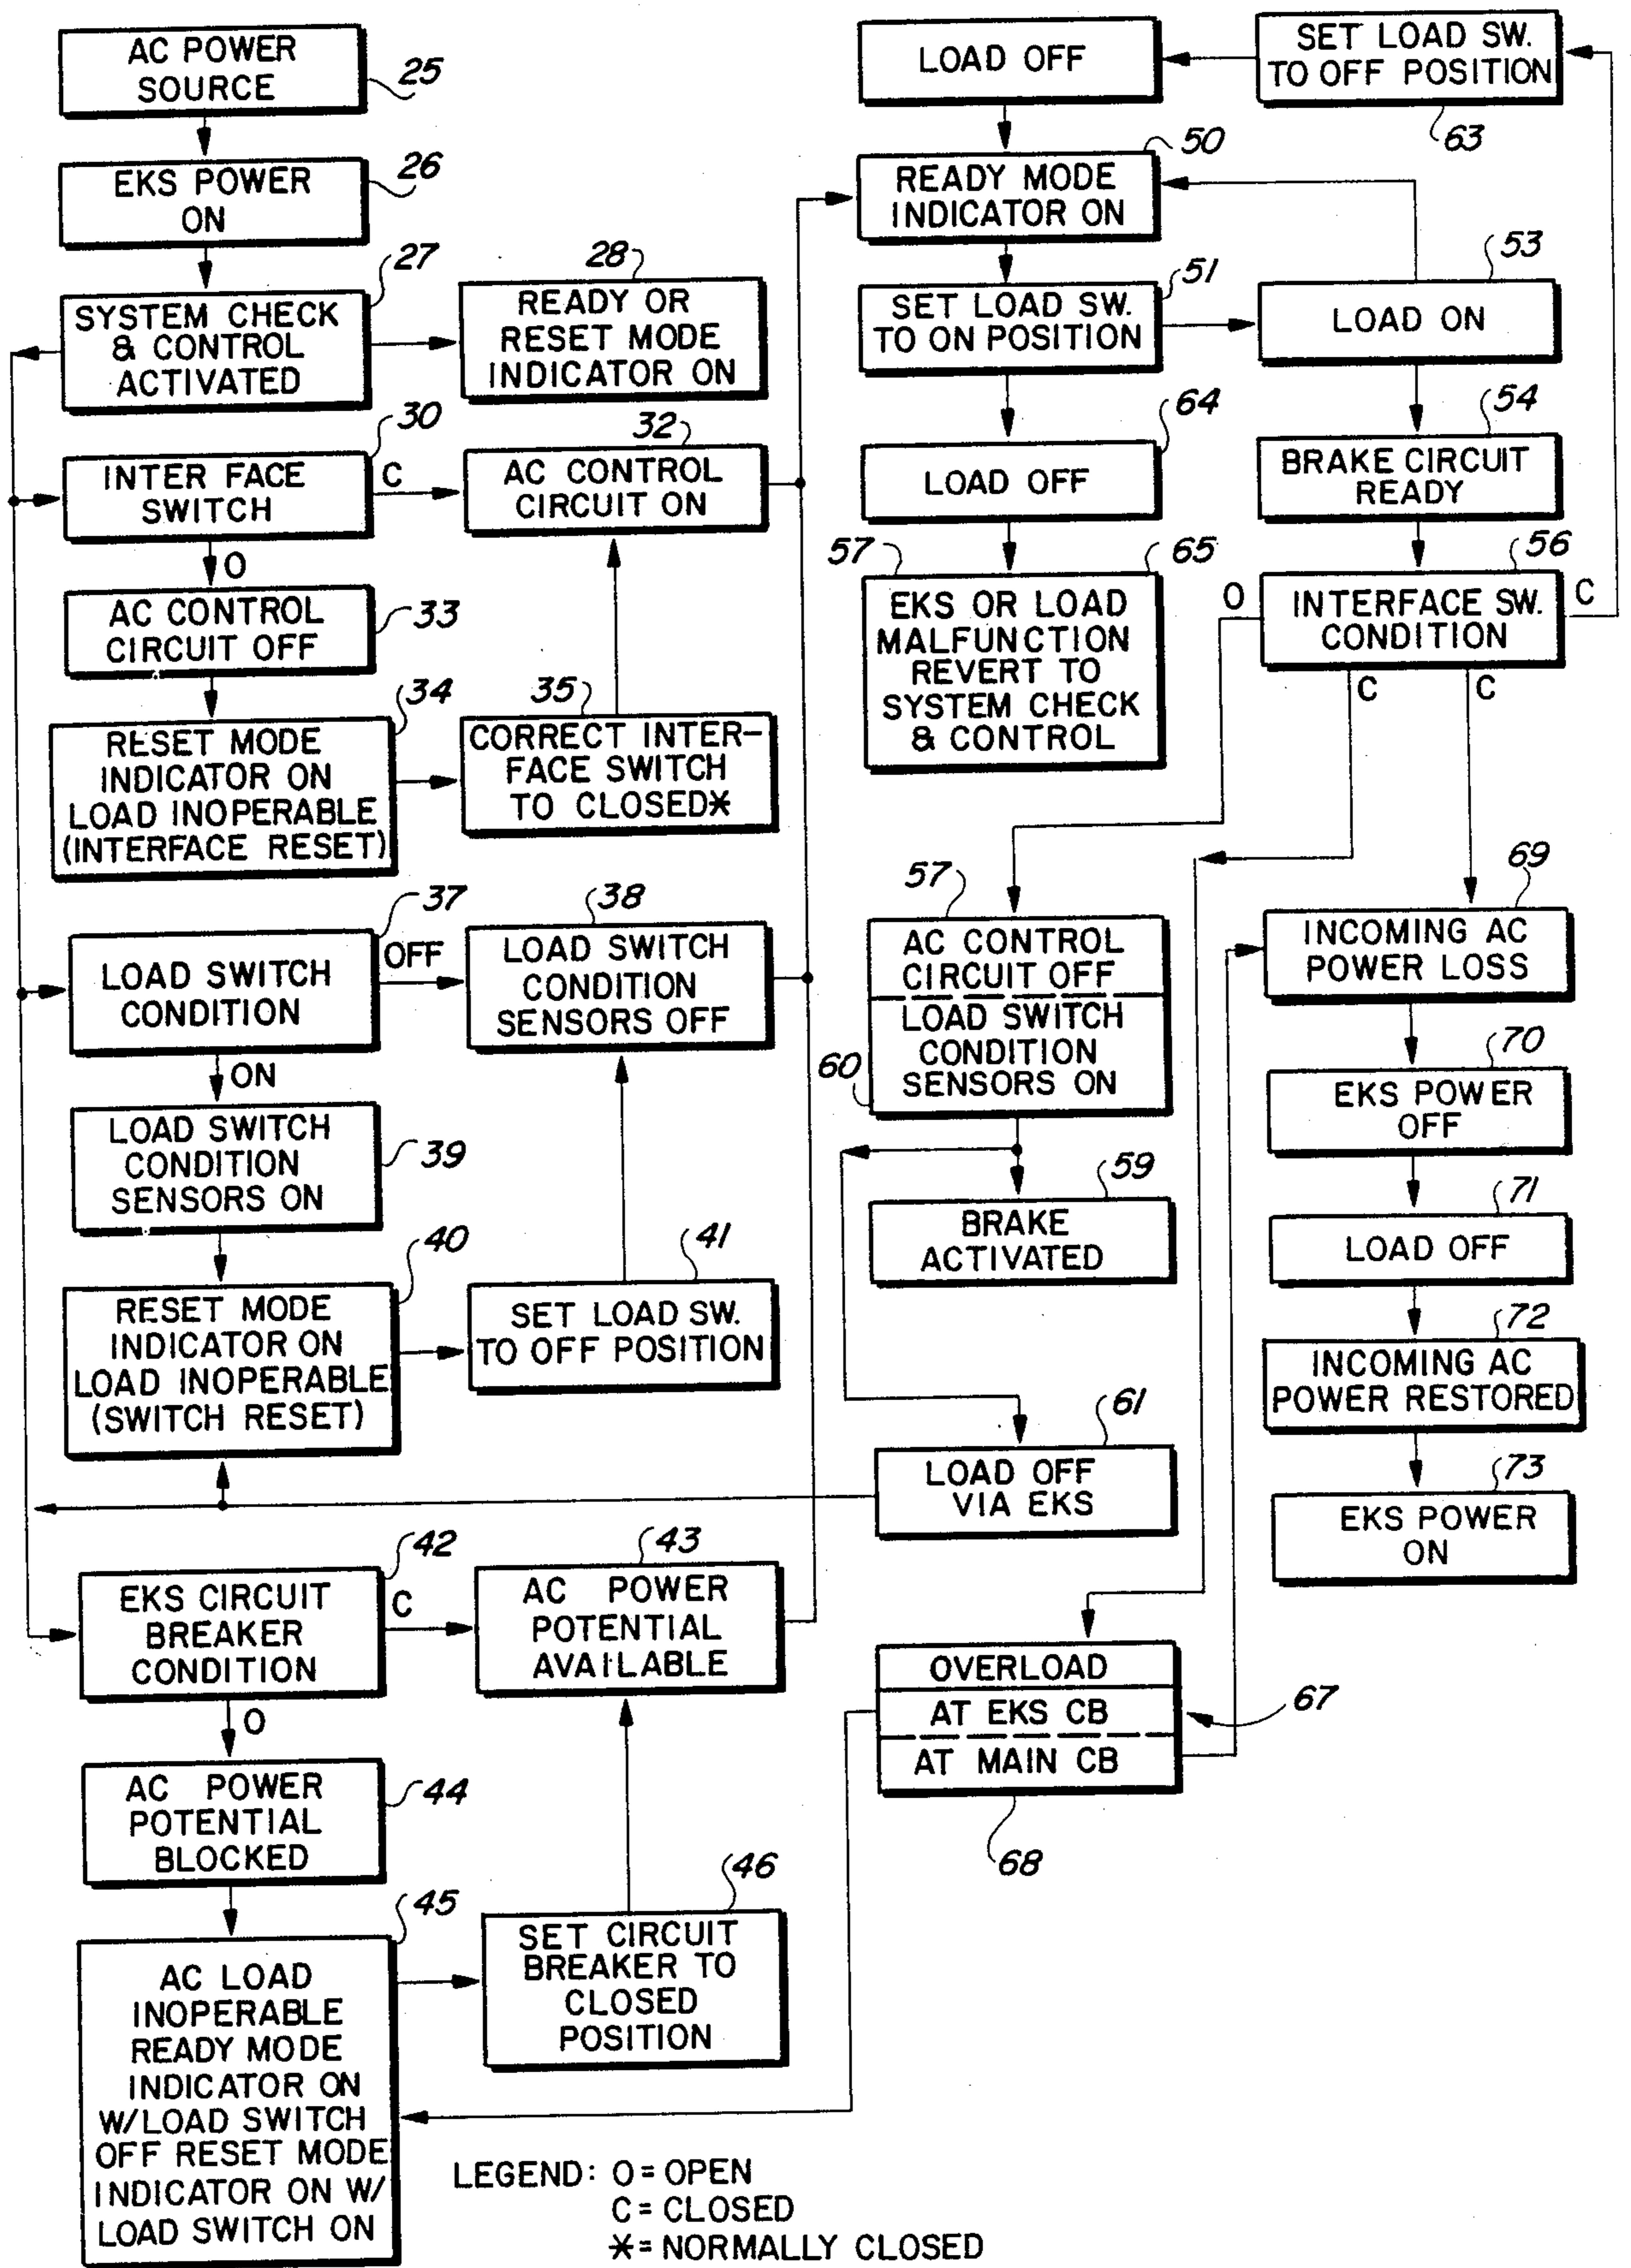 AC POWER
SOURCE
25
EKS POWER
ON
26
SYSTEM CHECK
& CONTROL
ACTIVATED
27
READY OR
RESET MODE
INDICATOR ON
28
INTER FACE
SWITCH
30
C
O
AC CONTROL
CIRCUIT ON
32
AC CONTROL
CIRCUIT OFF
33
RESET MODE
INDICATOR ON
LOAD INOPERABLE
(INTERFACE RESET)
34
CORRECT INTER-
FACE SWITCH
TO CLOSED*
35
LOAD SWITCH
CONDITION
37
OFF
ON
LOAD SWITCH
CONDITION
SENSORS OFF
38
LOAD SWITCH
CONDITION
SENSORS ON
39
RESET MODE
INDICATOR ON
LOAD INOPERABLE
(SWITCH RESET)
40
SET LOAD SW.
TO OFF POSITION
41
EKS CIRCUIT
BREAKER
CONDITION
42
C
O
AC POWER
POTENTIAL
AVAILABLE
43
AC POWER
POTENTIAL
BLOCKED
44
AC LOAD
INOPERABLE
READY MODE
INDICATOR ON
W/LOAD SWITCH
OFF RESET MODE
INDICATOR ON W/
LOAD SWITCH ON
45
SET CIRCUIT
BREAKER TO
CLOSED
POSITION
46
LOAD OFF
SET LOAD SW.
TO OFF POSITION
63
READY MODE
INDICATOR ON
50
SET LOAD SW.
TO ON POSITION
51
LOAD ON
53
LOAD OFF
64
BRAKE CIRCUIT
READY
54
57
65
EKS OR LOAD
MALFUNCTION
REVERT TO
SYSTEM CHECK
& CONTROL
INTERFACE SW.
CONDITION
56
O
C
C
C
57
AC CONTROL
CIRCUIT OFF
LOAD SWITCH
CONDITION
SENSORS ON
60
BRAKE
ACTIVATED
59
LOAD OFF
VIA EKS
61
OVERLOAD
AT EKS CB
AT MAIN CB
67
68
INCOMING AC
POWER LOSS
69
EKS POWER
OFF
70
LOAD OFF
71
INCOMING AC
POWER RESTORED
72
EKS POWER
ON
73
LEGEND: O = OPEN
C = CLOSED
* = NORMALLY CLOSED